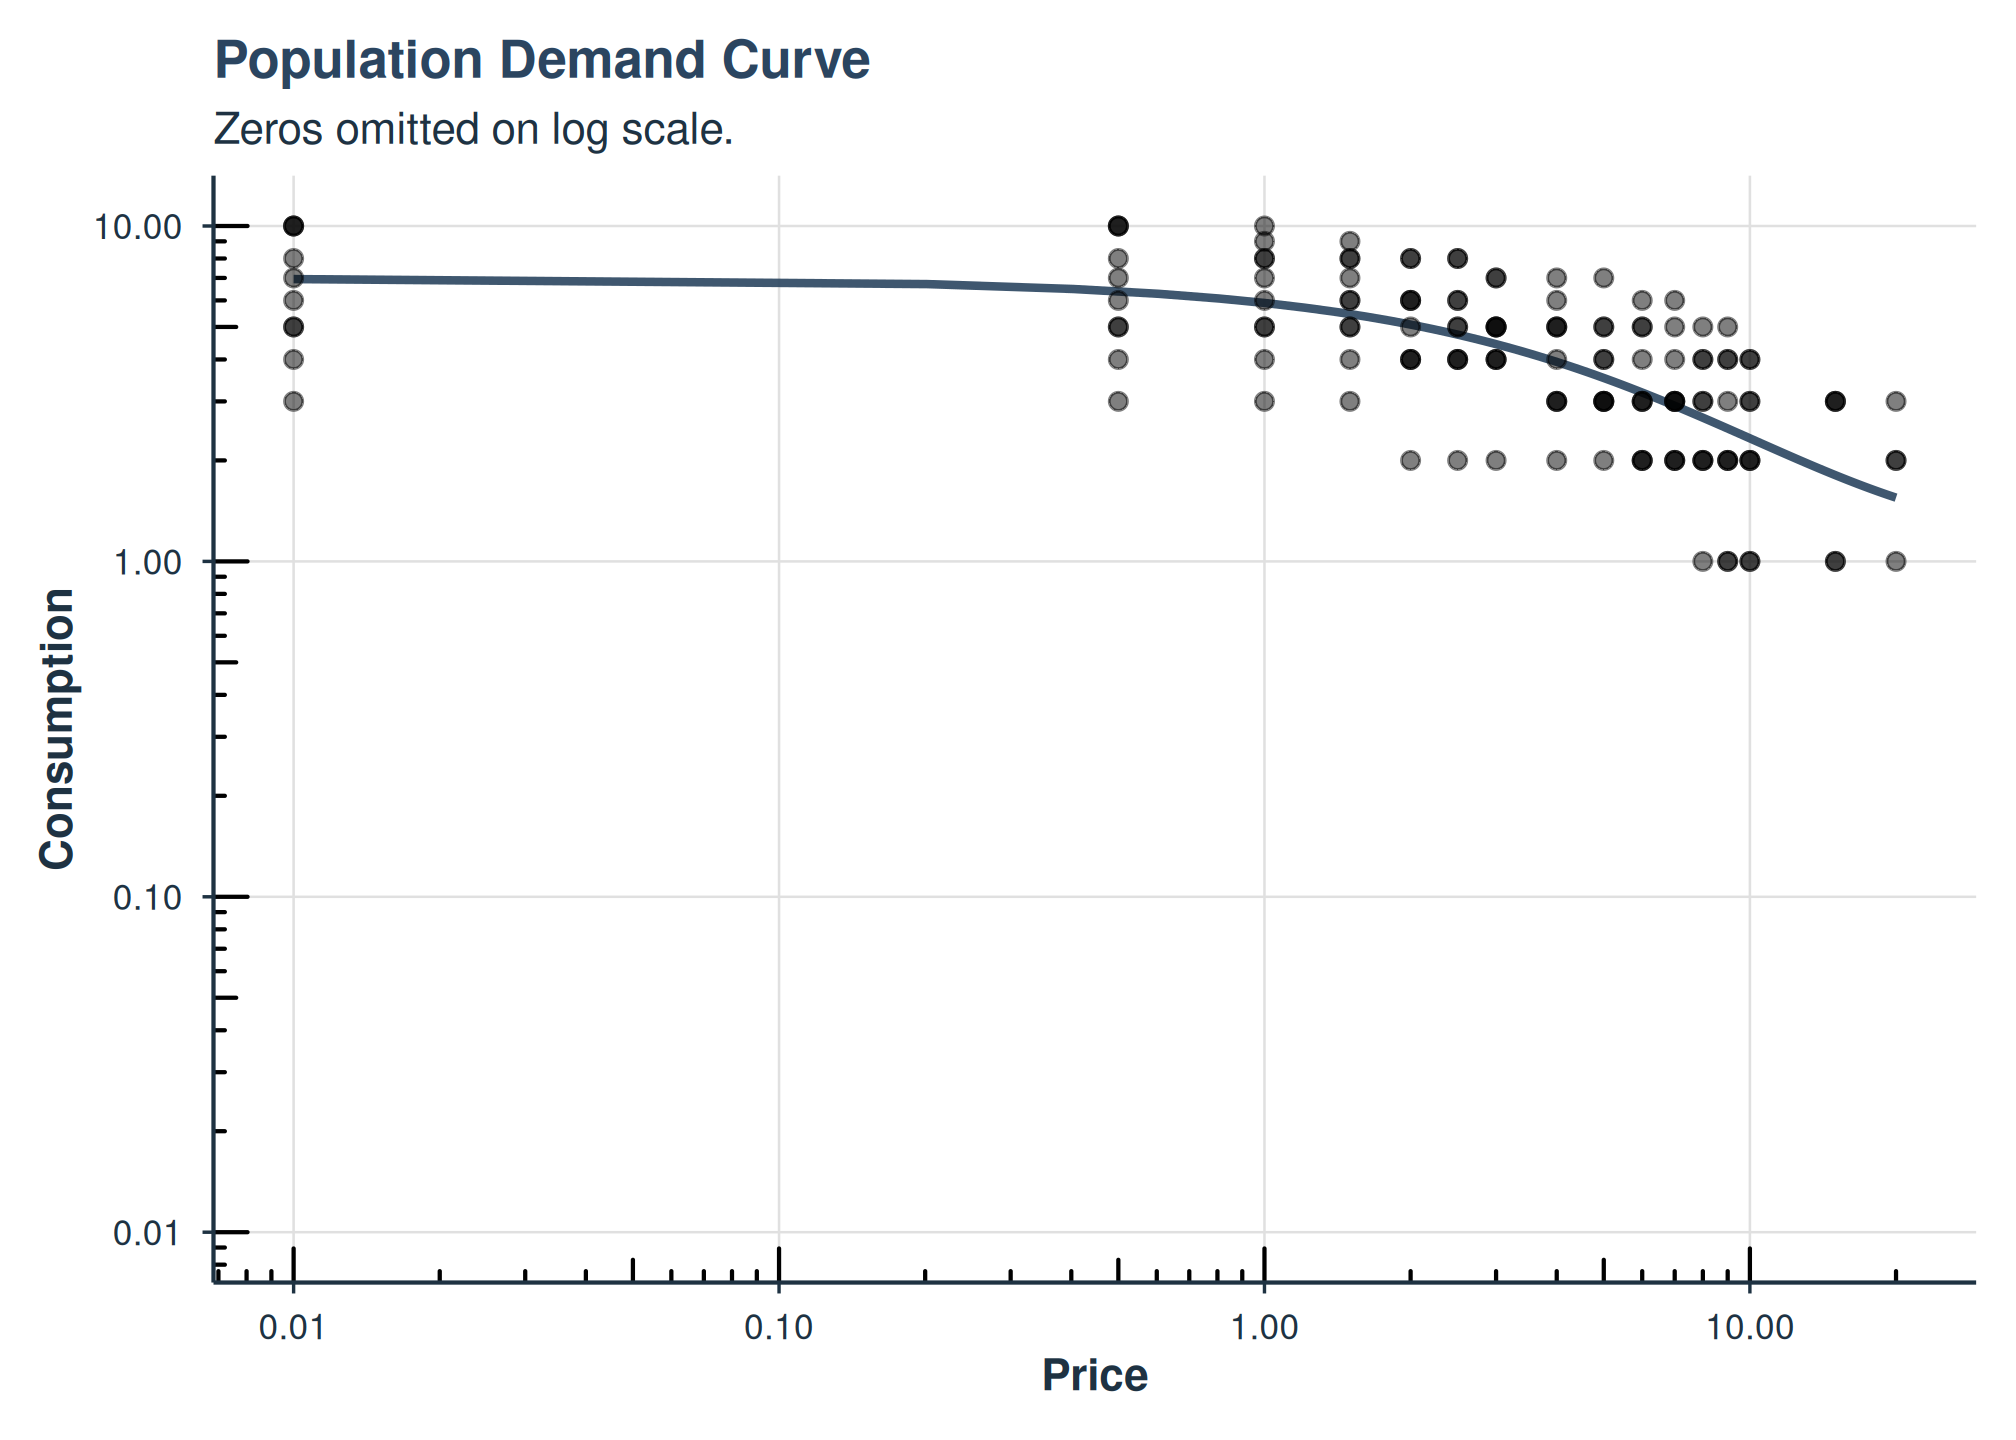 Population Demand Curve
Zeros omitted on log scale.
10.00
1.00
0.10
0.01
Consumption
0.01
0.10
1.00
10.00
Price